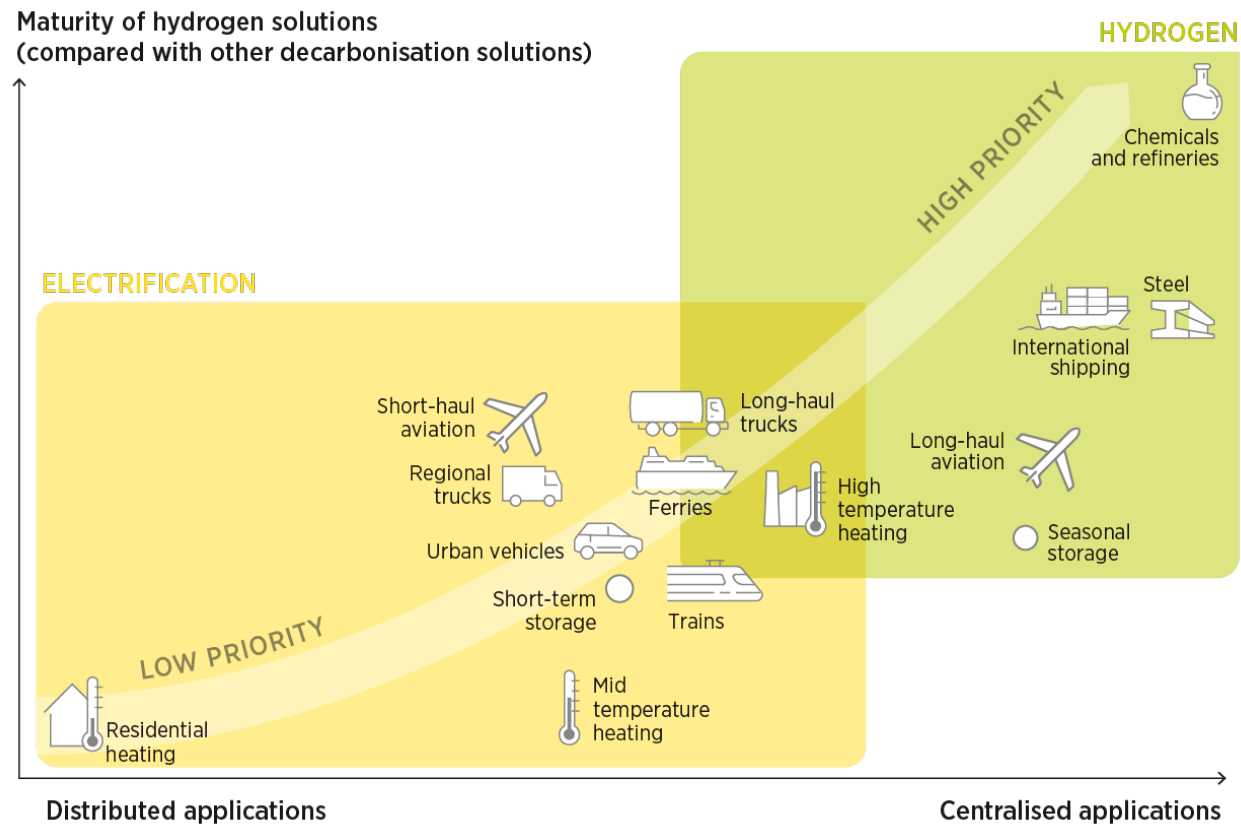 Maturity of hydrogen solutions
(compared with other decarbonisation solutions)
HYDROGEN
HIGH PRIORITY
Chemicals
and refineries
ELECTRIFICATION
Steel
International
shipping
Short-haul
aviation
Long-haul
trucks
Long-haul
aviation
Regional
trucks
Ferries
High
temperature
heating
Urban vehicles
Seasonal
storage
Short-term
storage
Trains
LOW PRIORITY
Mid
temperature
heating
Residential
heating
Distributed applications
Centralised applications